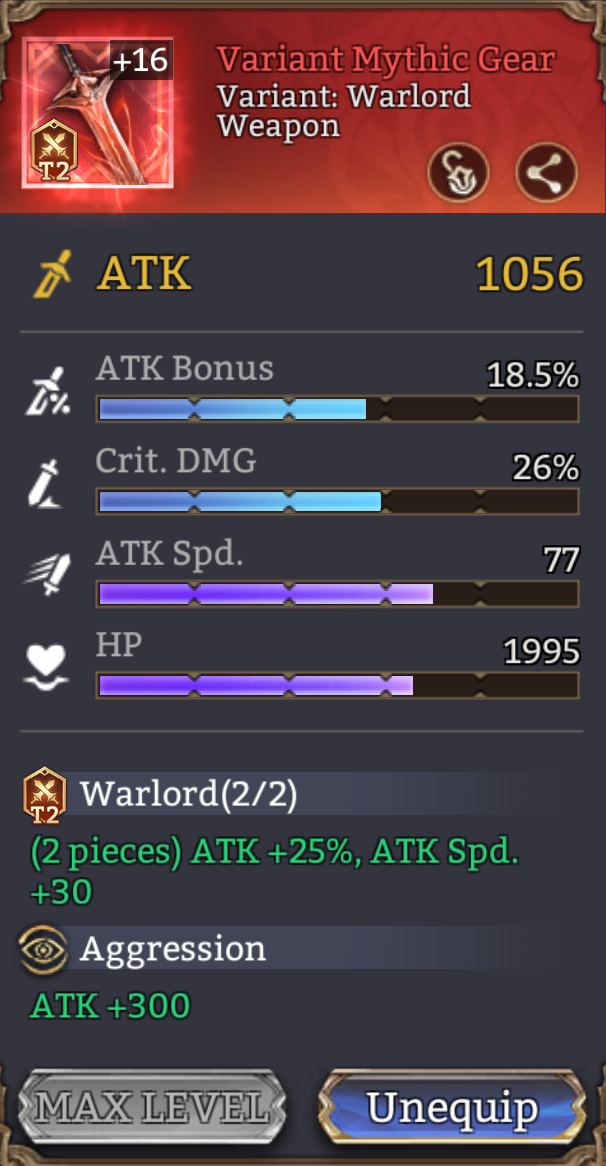 +16
Variant Mythic Gear
Variant: Warlord
Weapon
T2
ATK 1056
ATK Bonus 18.5%
Crit. DMG 26%
ATK Spd. 77
HP 1995
T2 Warlord(2/2)
(2 pieces) ATK +25%, ATK Spd.
+30
Aggression
ATK +300
MAX LEVEL Unequip